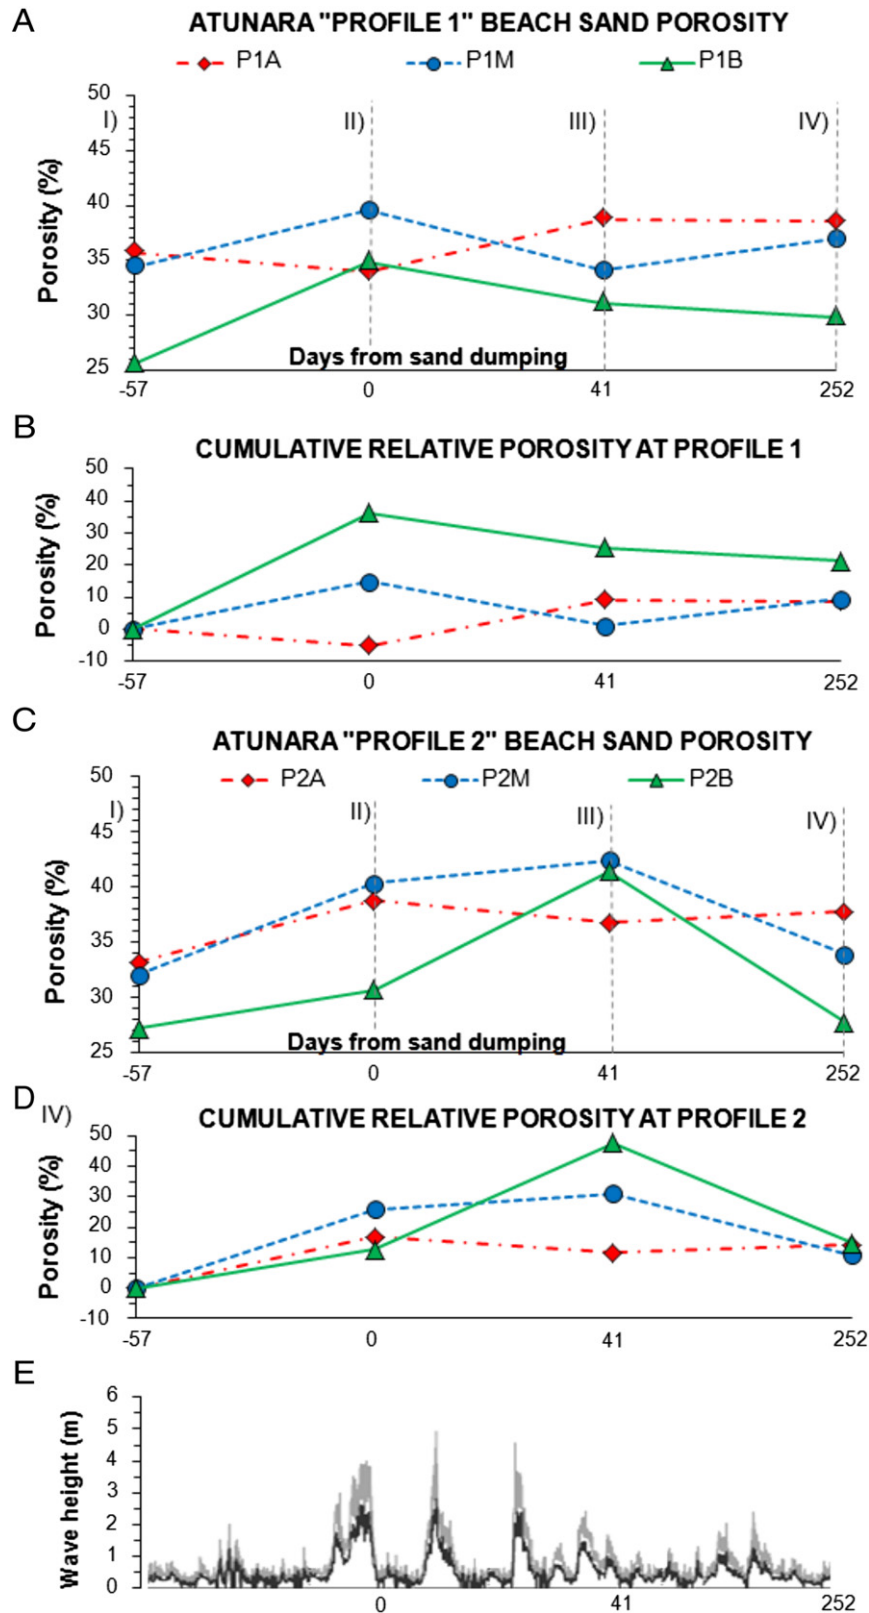 A
ATUNARA "PROFILE 1" BEACH SAND POROSITY
P1A P1M P1B
50
I) II) III) IV)
45
40
35
30
25
Porosity (%)
Days from sand dumping
-57 0 41 252
B
CUMULATIVE RELATIVE POROSITY AT PROFILE 1
50
40
30
20
10
0
-10
Porosity (%)
-57 0 41 252
C
ATUNARA "PROFILE 2" BEACH SAND POROSITY
P2A P2M P2B
50
I) II) III) IV)
45
40
35
30
25
Porosity (%)
Days from sand dumping
-57 0 41 252
D
IV)
CUMULATIVE RELATIVE POROSITY AT PROFILE 2
50
40
30
20
10
0
-10
Porosity (%)
-57 0 41 252
E
6
5
4
3
2
1
0
Wave height (m)
0 41 252